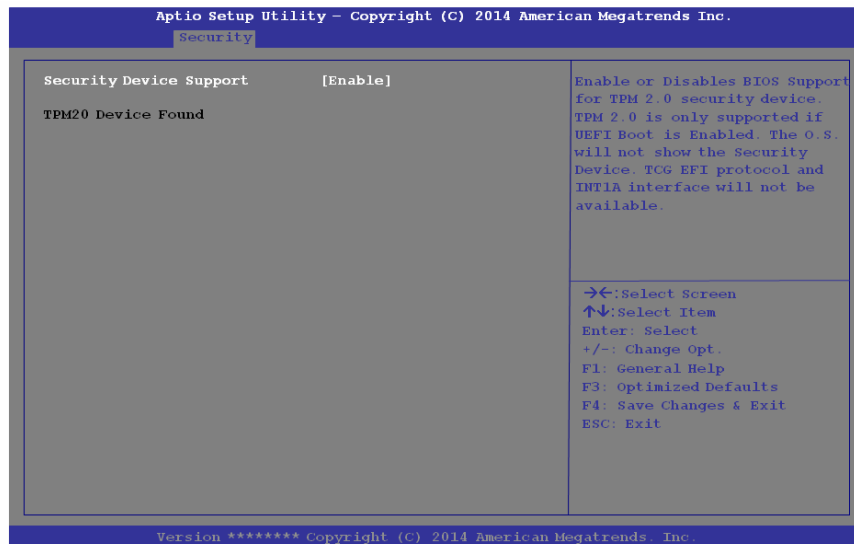 Aptio Setup Utility – Copyright (C) 2014 American Megatrends Inc.
Security
Security Device Support [Enable]
TPM20 Device Found
Enable or Disables BIOS Support
for TPM 2.0 security device.
TPM 2.0 is only supported if
UEFI Boot is Enabled. The O.S.
will not show the Security
Device. TCG EFI protocol and
INT1A interface will not be
available.
→←:Select Screen
↑↓:Select Item
Enter: Select
+/-: Change Opt.
F1: General Help
F3: Optimized Defaults
F4: Save Changes & Exit
ESC: Exit
Version ******** Copyright (C) 2014 American Megatrends. Inc.